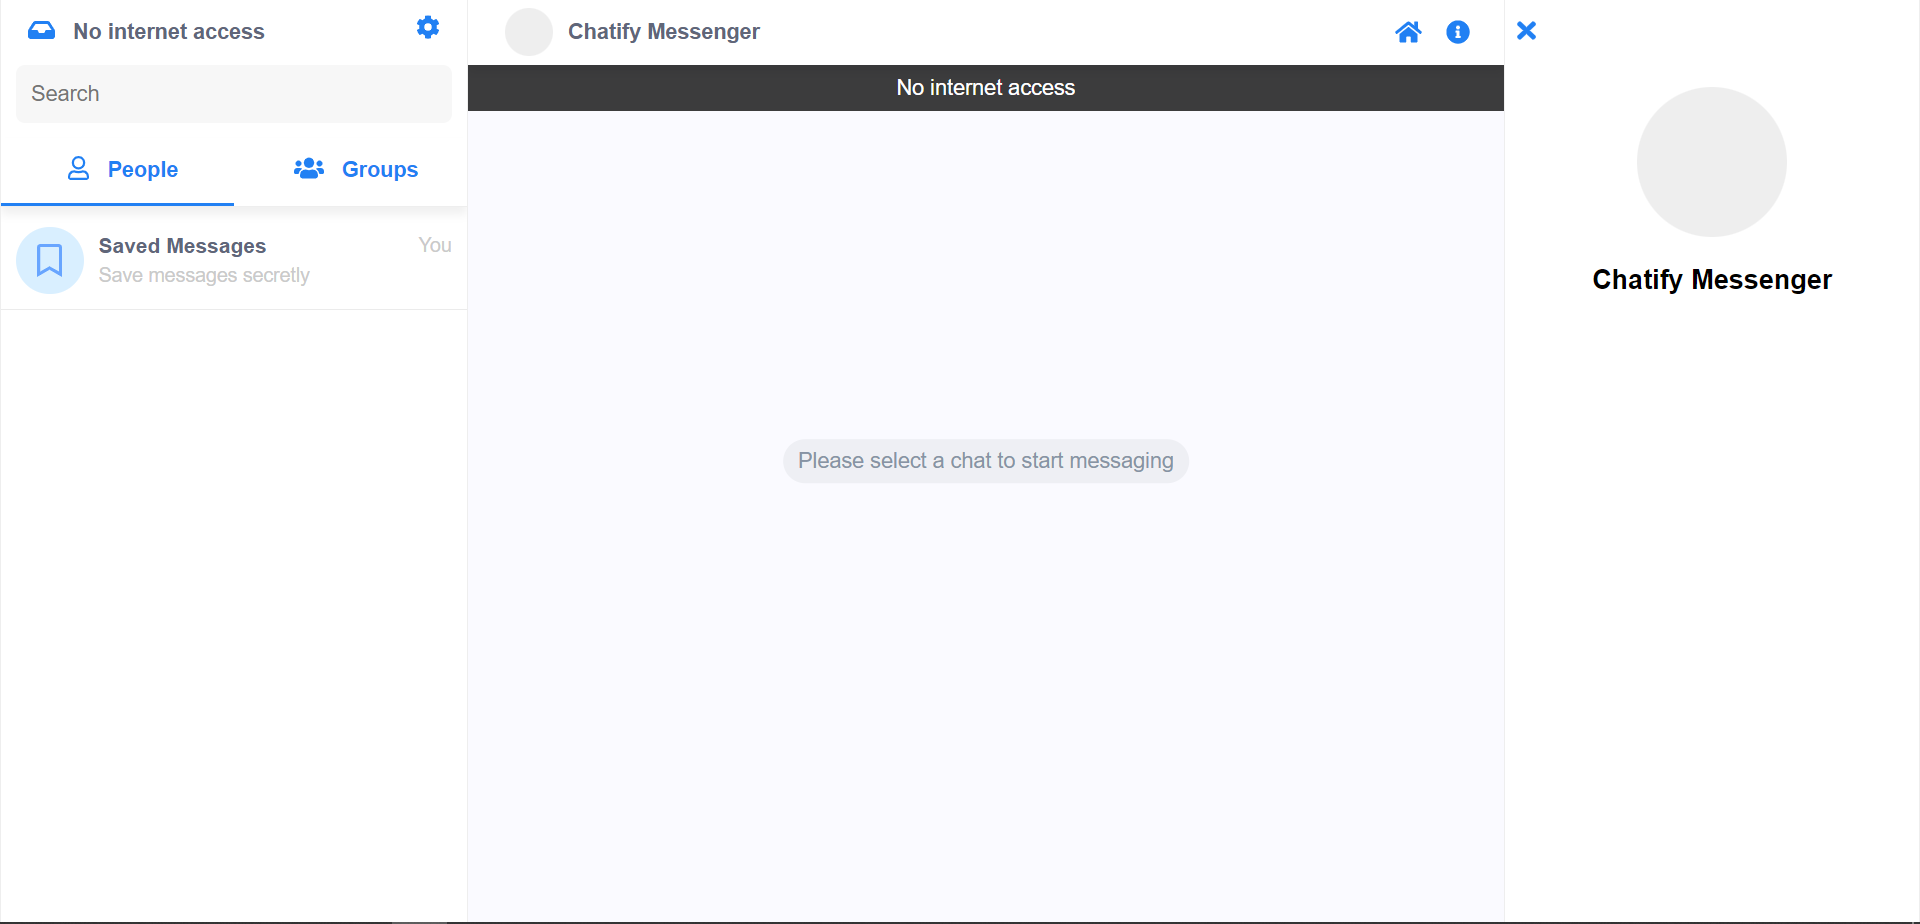 No internet access
Search
People
Groups
Saved Messages
You
Save messages secretly
Chatify Messenger
No internet access
Please select a chat to start messaging
Chatify Messenger